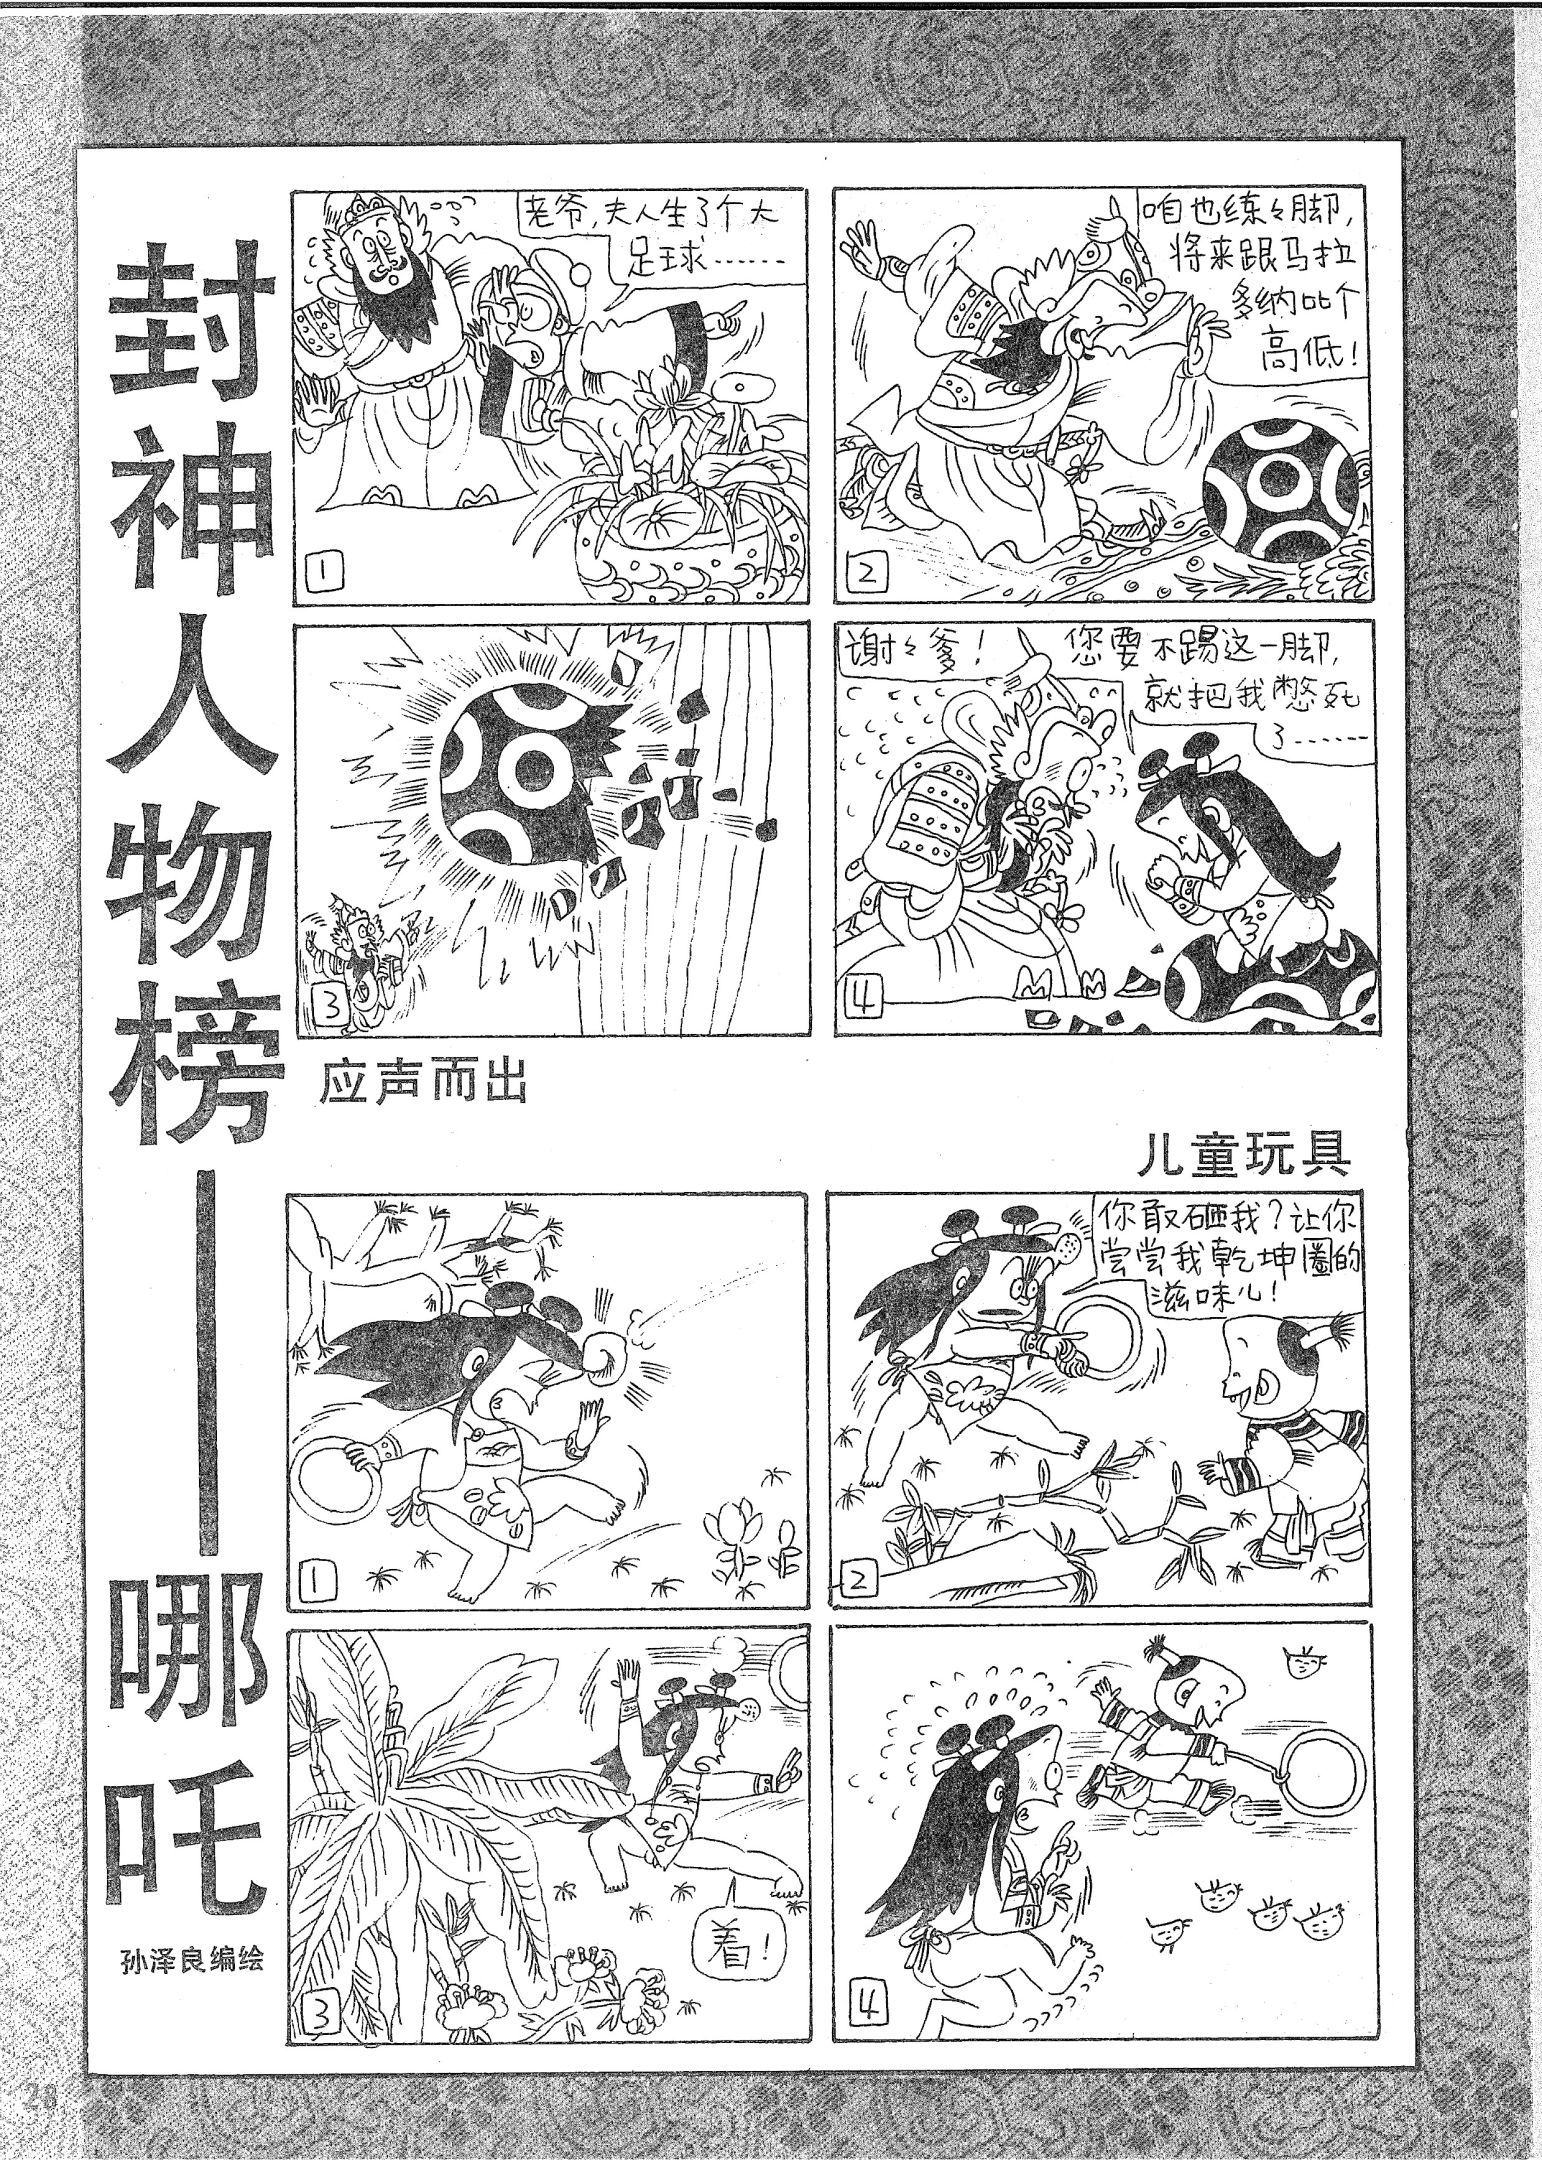 封神人物榜——哪吒
孙泽良编绘
老爷,夫人生了个大
足球……
1
咱也练々脚,
将来跟马拉
多纳比个
高低!
2
3
谢々爹!
您要不踢这一脚,
就把我憋死
了……
4
应声而出
儿童玩具
1
你敢砸我?让你
尝尝我乾坤圈的
滋味儿!
2
着!
3
4
28